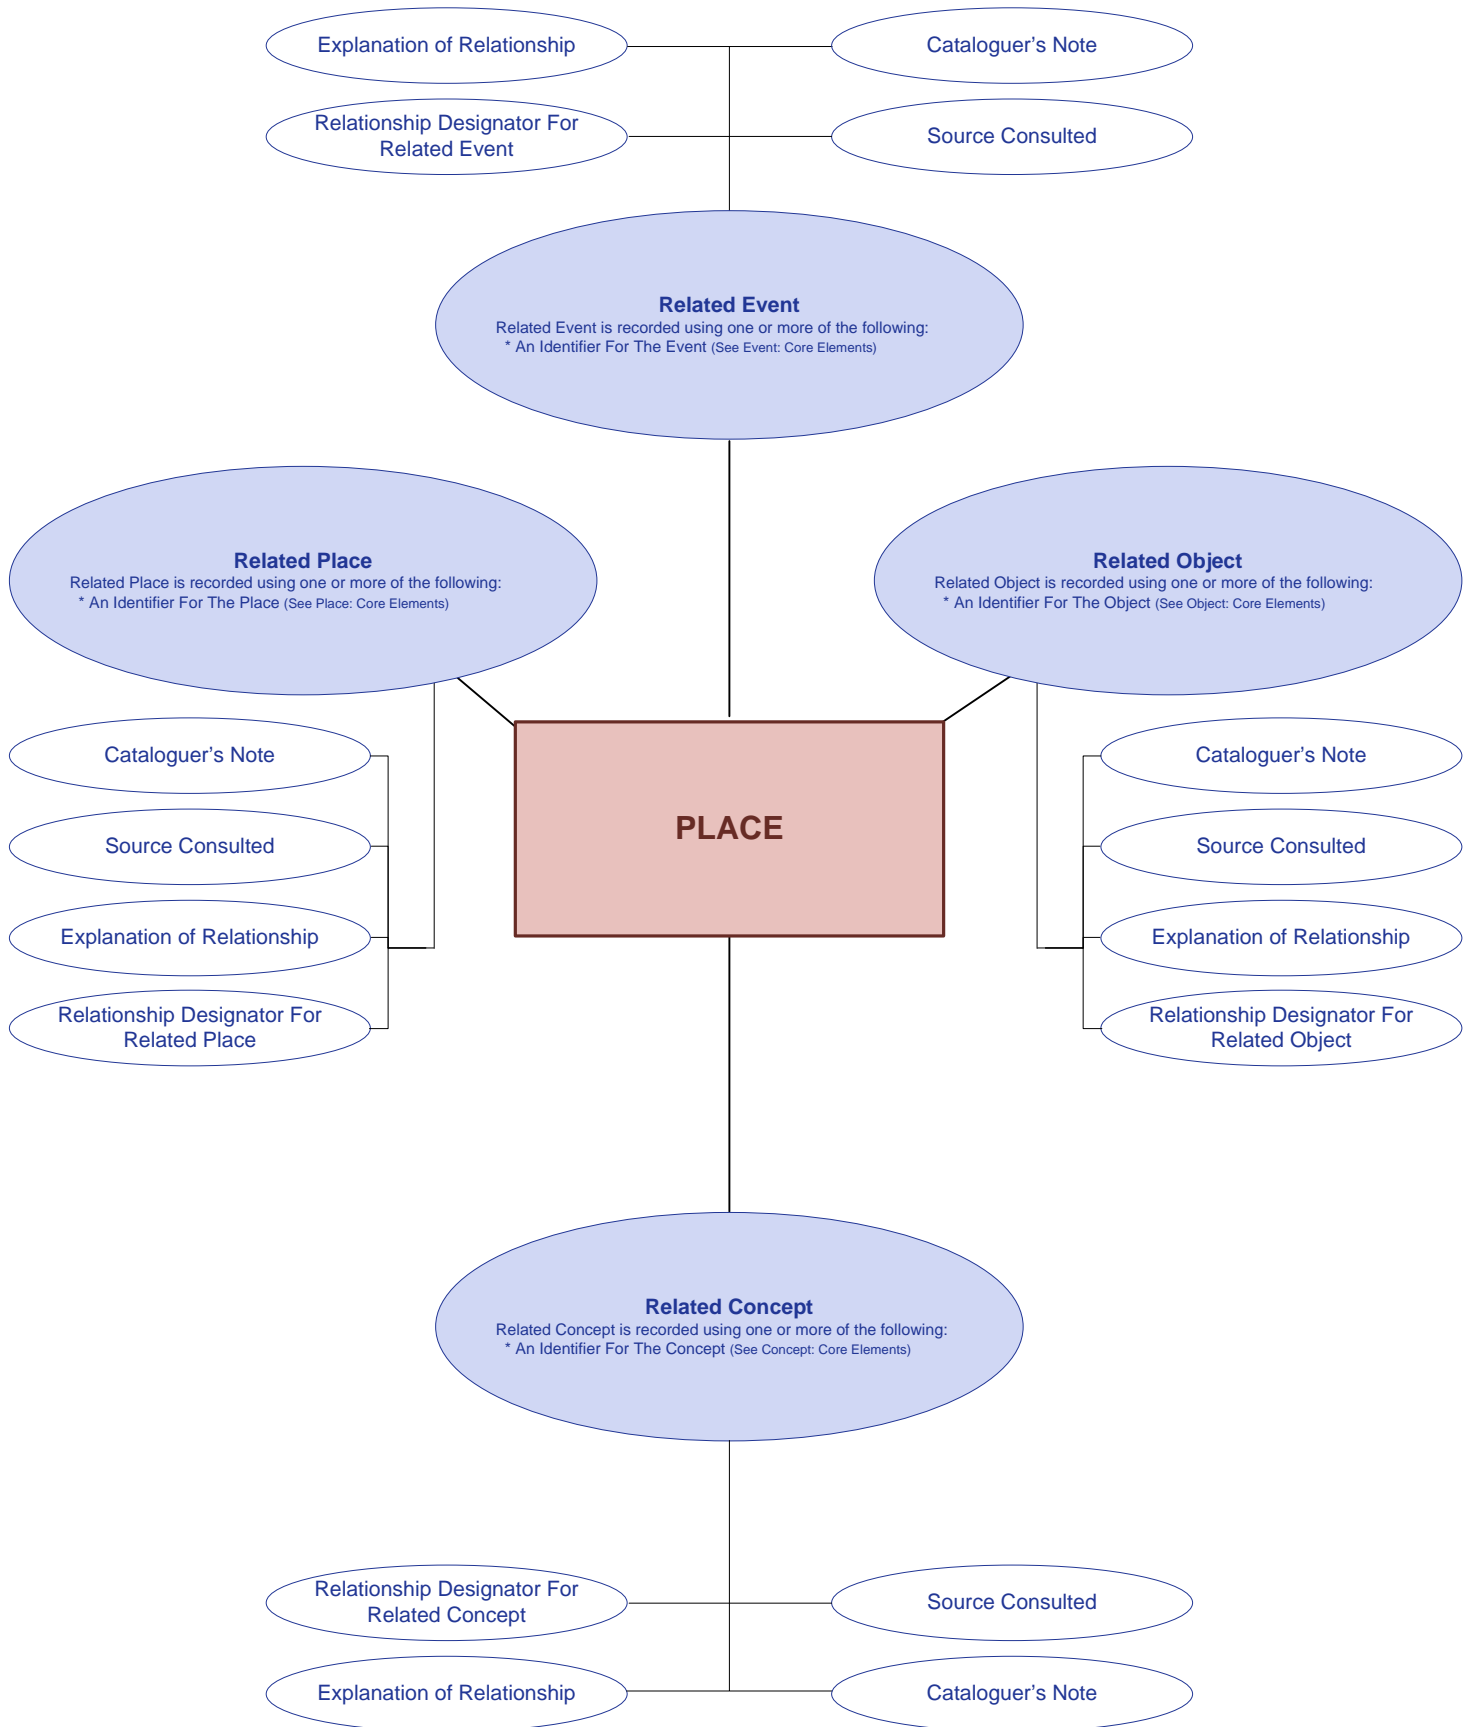 Explanation of Relationship
Cataloguer’s Note
Relationship Designator For
Related Event
Source Consulted
Related Event
Related Event is recorded using one or more of the following:
* An Identifier For The Event (See Event: Core Elements)
Related Place
Related Place is recorded using one or more of the following:
* An Identifier For The Place (See Place: Core Elements)
Related Object
Related Object is recorded using one or more of the following:
* An Identifier For The Object (See Object: Core Elements)
Cataloguer’s Note
Source Consulted
Explanation of Relationship
Relationship Designator For
Related Place
PLACE
Cataloguer’s Note
Source Consulted
Explanation of Relationship
Relationship Designator For
Related Object
Related Concept
Related Concept is recorded using one or more of the following:
* An Identifier For The Concept (See Concept: Core Elements)
Relationship Designator For
Related Concept
Source Consulted
Explanation of Relationship
Cataloguer’s Note